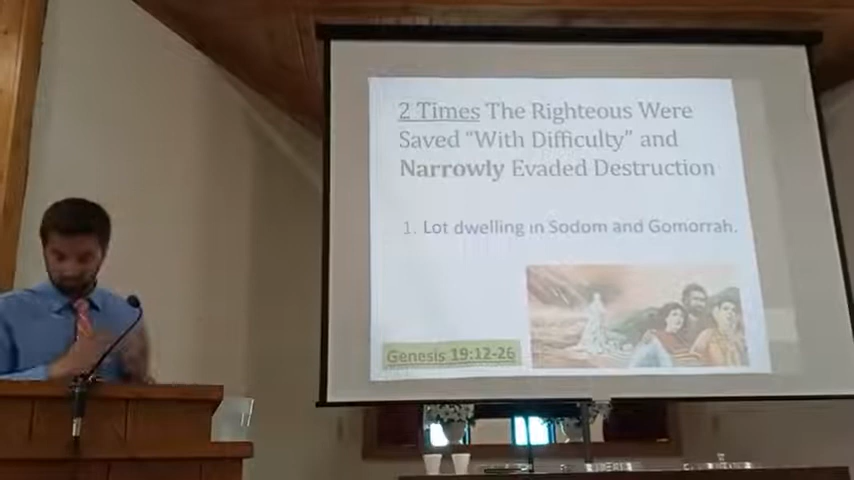 2 Times The Righteous Were
Saved “With Difficulty” and
Narrowly Evaded Destruction
1. Lot dwelling in Sodom and Gomorrah.
Genesis 19:12-26